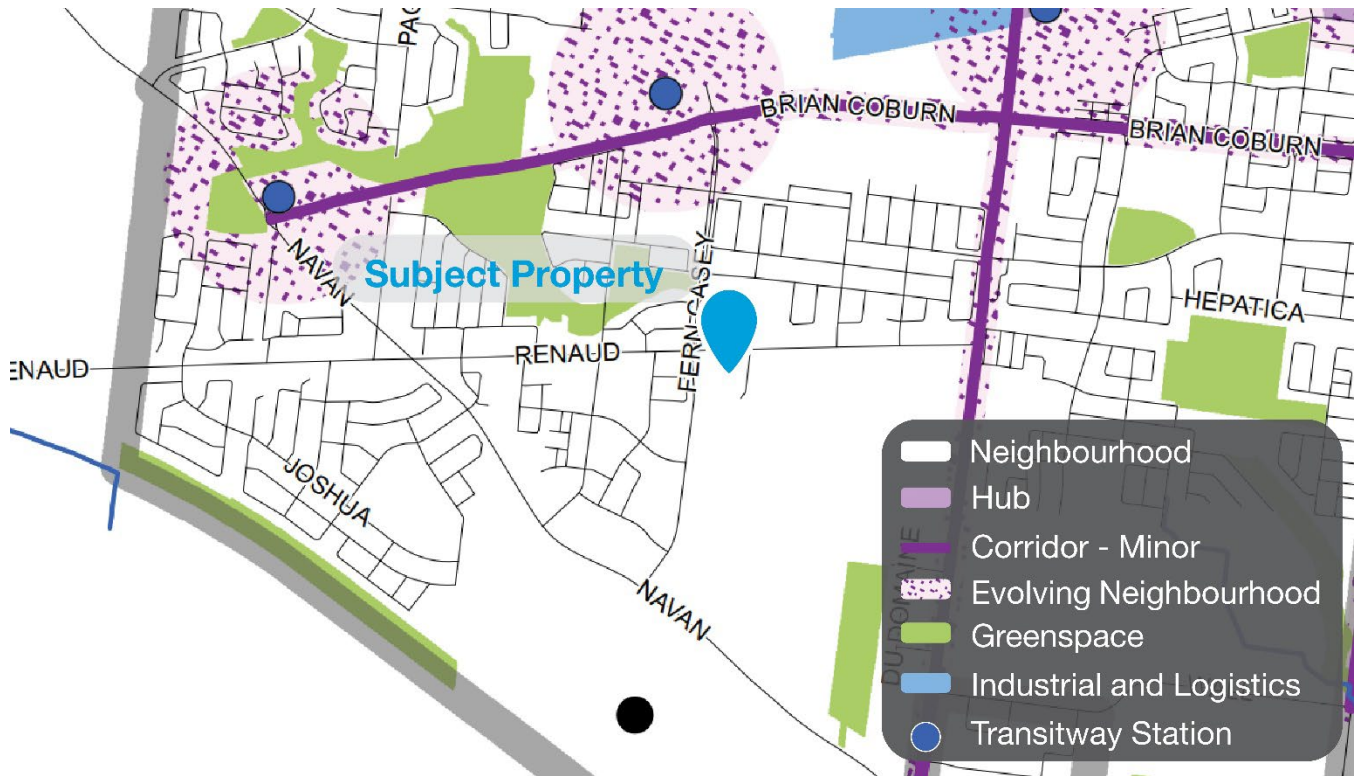 PAG
BRIAN COBURN
BRIAN COBURN
NAVAN
Subject Property
FERN CASEY
HEPATICA
RENAUD
ENAUD
JOSHUA
NAVAN
DU DOMAINE
Neighbourhood
Hub
Corridor - Minor
Evolving Neighbourhood
Greenspace
Industrial and Logistics
Transitway Station